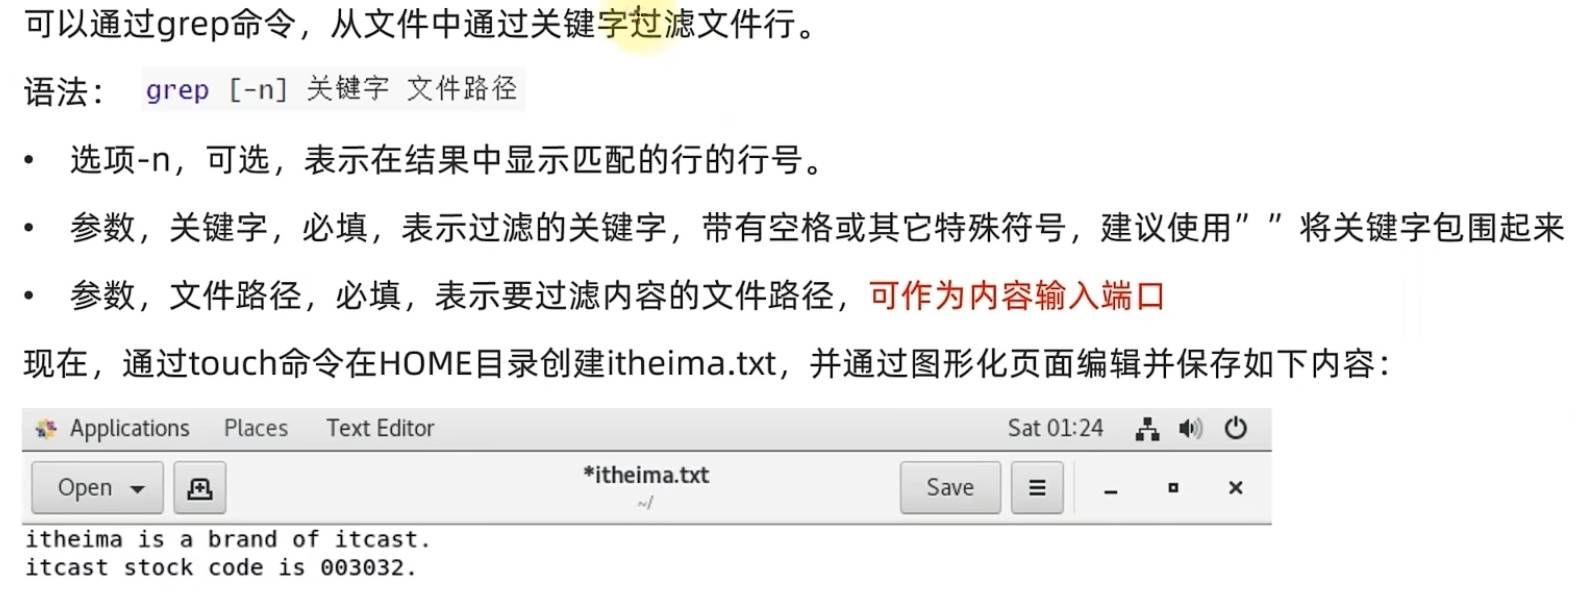 可以通过grep命令，从文件中通过关键字过滤文件行。
语法： grep [-n] 关键字 文件路径
• 选项-n，可选，表示在结果中显示匹配的行的行号。
• 参数，关键字，必填，表示过滤的关键字，带有空格或其它特殊符号，建议使用” ”将关键字包围起来
• 参数，文件路径，必填，表示要过滤内容的文件路径，可作为内容输入端口
现在，通过touch命令在HOME目录创建itheima.txt，并通过图形化页面编辑并保存如下内容：
Applications Places Text Editor Sat 01:24
Open *itheima.txt Save
~/
itheima is a brand of itcast.
itcast stock code is 003032.